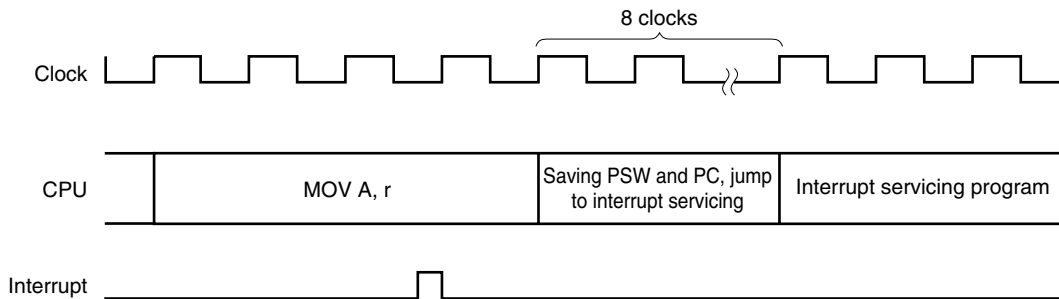 8 clocks
Clock
CPU
MOV A, r
Saving PSW and PC, jump
to interrupt servicing
Interrupt servicing program
Interrupt